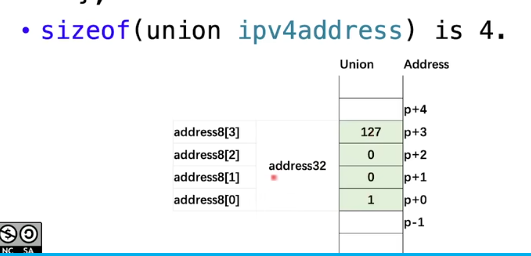 };
• sizeof(union ipv4address) is 4.
Union Address
p+4
address8[3] 127 p+3
address8[2] 0 p+2
address32
address8[1] 0 p+1
address8[0] 1 p+0
p-1
NC SA